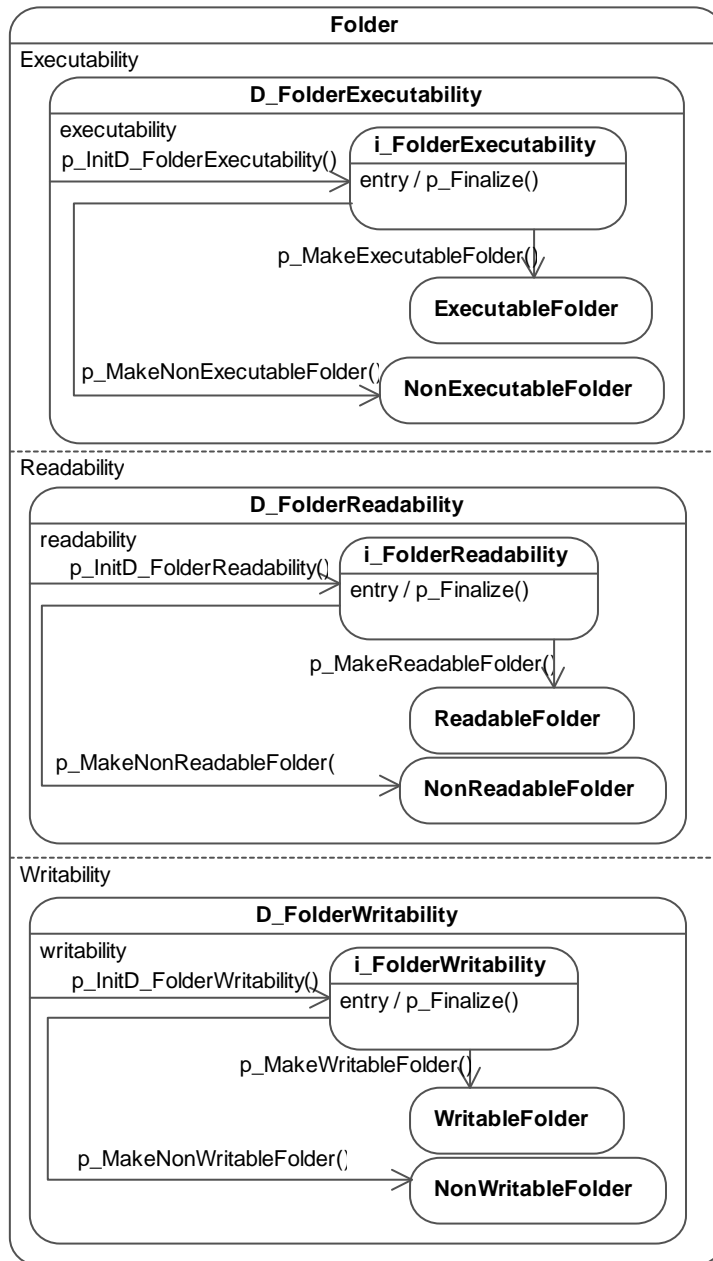 Folder
Executability
D_FolderExecutability
executability
p_InitD_FolderExecutability()
i_FolderExecutability
entry / p_Finalize()
p_MakeExecutableFolder()
ExecutableFolder
p_MakeNonExecutableFolder()
NonExecutableFolder
Readability
D_FolderReadability
readability
p_InitD_FolderReadability()
i_FolderReadability
entry / p_Finalize()
p_MakeReadableFolder()
ReadableFolder
p_MakeNonReadableFolder(
NonReadableFolder
Writability
D_FolderWritability
writability
p_InitD_FolderWritability()
i_FolderWritability
entry / p_Finalize()
p_MakeWritableFolder()
WritableFolder
p_MakeNonWritableFolder()
NonWritableFolder